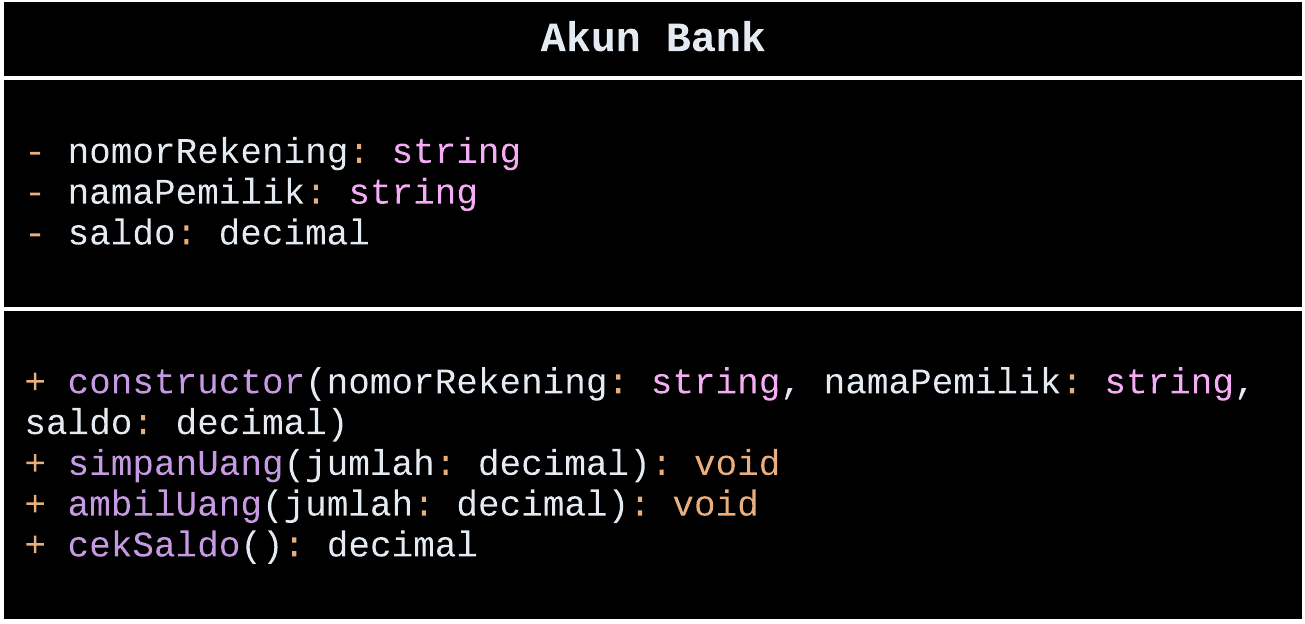 Akun Bank
- nomorRekening: string
- namaPemilik: string
- saldo: decimal
+ constructor(nomorRekening: string, namaPemilik: string,
saldo: decimal)
+ simpanUang(jumlah: decimal): void
+ ambilUang(jumlah: decimal): void
+ cekSaldo(): decimal